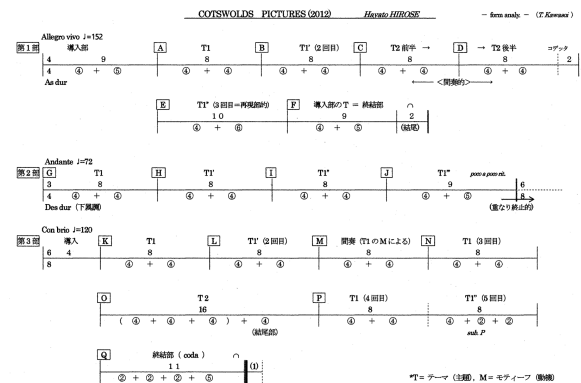 COTSWOLDS PICTURES (2012) Hayato HIROSE − form analy. − (T. Kawasoi)
Allegro vivo ♩=152
第1部 導入部 A T1 B T1' (2回目) C T2 前半 → D → T2 後半 コデッタ
4 9 8 8 8 8 2
4 ④ + ⑤ ④ + ④ ④ + ④ ④ + ④ ④ + ④
As dur ← <間奏的> →
E T1" (3回目=再現部的) F 導入部のT = 終結部
10 9 2
④ + ⑥ ④ + ⑤ (結尾)
Andante ♩=72
第2部 G T1 H T1' I T1" J T1''' poco a poco rit.
3 8 8 8 9 6
4 ④ + ④ ④ + ④ ④ + ④ ④ + ⑤ 8
Des dur (下属調) (重なり終止的)
Con brio ♩=120
第3部 導入 K T1 L T1' (2回目) M 間奏 (T1のMによる) N T1 (3回目)
6 4 8 8 8 8
8 ④ + ④ ④ + ④ ④ + ④ ④ + ④
O T2 P T1 (4回目) T1" (5回目)
16 8 8
( ④ + ④ + ④ ) + ④ ④ + ④ ④ + ② + ②
(結尾部) sub. P
Q 終結部 ( coda )
11 (1)
② + ② + ② + ⑤ *T= テーマ (主題), M= モティーフ (動機)